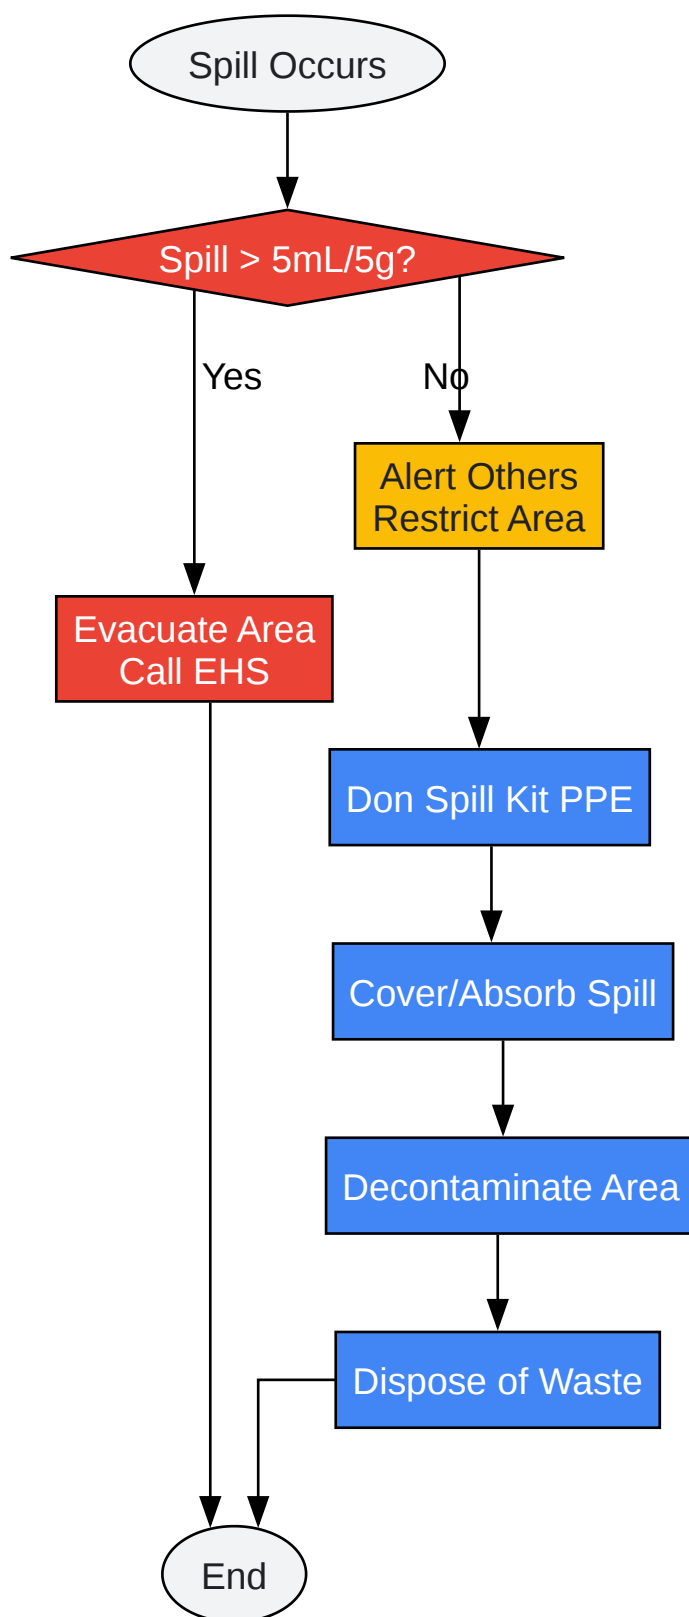 Spill Occurs
Spill > 5mL/5g?
Yes
No
Alert Others
Restrict Area
Evacuate Area
Call EHS
Don Spill Kit PPE
Cover/Absorb Spill
Decontaminate Area
Dispose of Waste
End